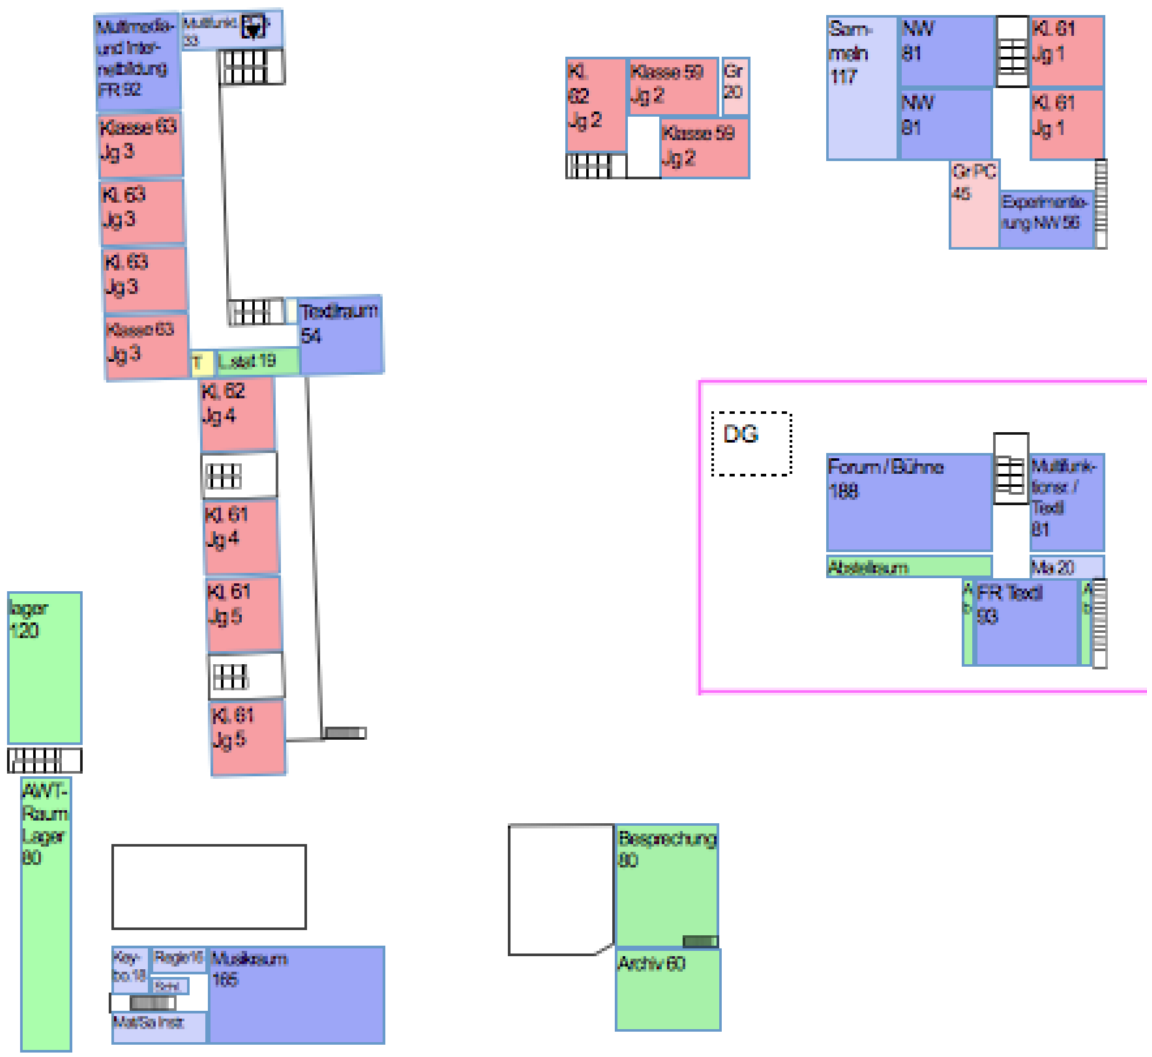 Multimedia-
und Inter-
netbildung
FR 92
Multifunkt.
33
Klasse 63
Jg 3
Kl. 63
Jg 3
Kl. 63
Jg 3
Klasse 63
Jg 3
Textilraum
54
T
L.stat 19
Kl. 62
Jg 4
Kl. 61
Jg 4
Kl. 61
Jg 5
Kl. 61
Jg 5
Kl.
62
Jg 2
Klasse 59
Jg 2
Gr
20
Klasse 59
Jg 2
Sam-
meln
117
NW
81
Kl. 61
Jg 1
NW
81
Kl. 61
Jg 1
Gr PC
45
Experimentie-
rung NW 56
DG
Forum / Bühne
188
Multifunk-
tionsr. /
Textil
81
Abstellraum
Ma 20
A
b
FR Textil
93
A
b
lager
120
AWT-
Raum
Lager
80
Key-
bo.18
Regie16
Schl.
Mat/Sa Instr.
Musikraum
165
Besprechung
80
Archiv 60